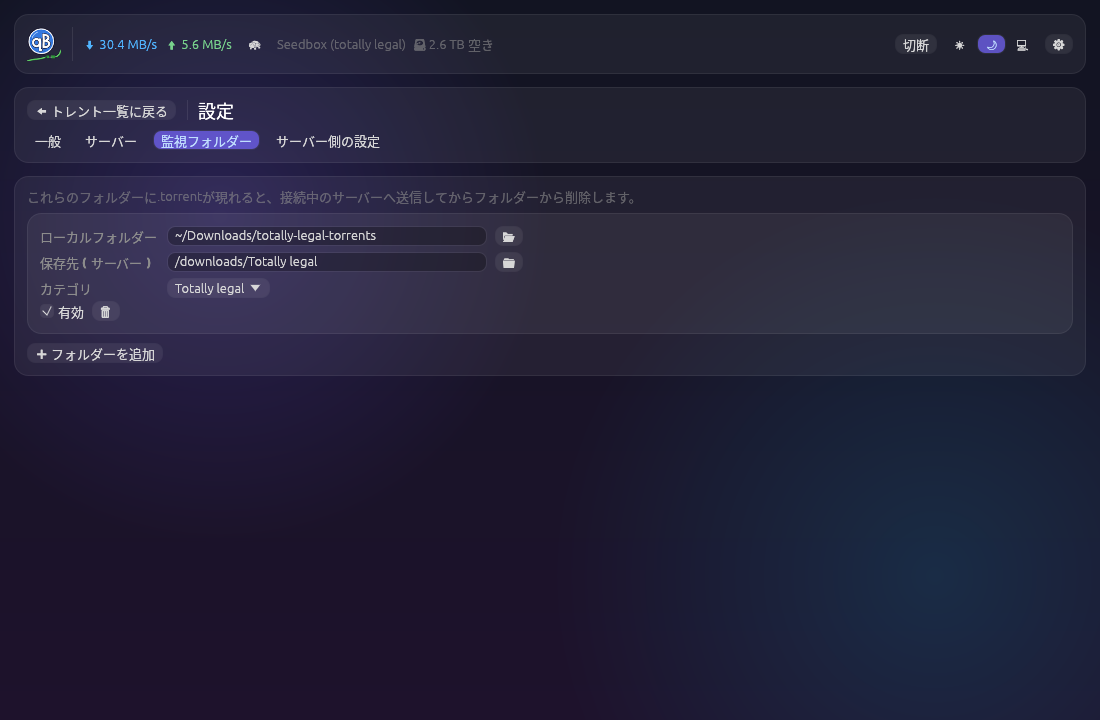 qB
30.4 MB/s 5.6 MB/s Seedbox (totally legal) 2.6 TB 空き 切断
トレント一覧に戻る 設定
一般 サーバー 監視フォルダー サーバー側の設定
これらのフォルダーに.torrentが現れると、接続中のサーバーへ送信してからフォルダーから削除します。
ローカルフォルダー ~/Downloads/totally-legal-torrents
保存先(サーバー) /downloads/Totally legal
カテゴリ Totally legal
有効
フォルダーを追加